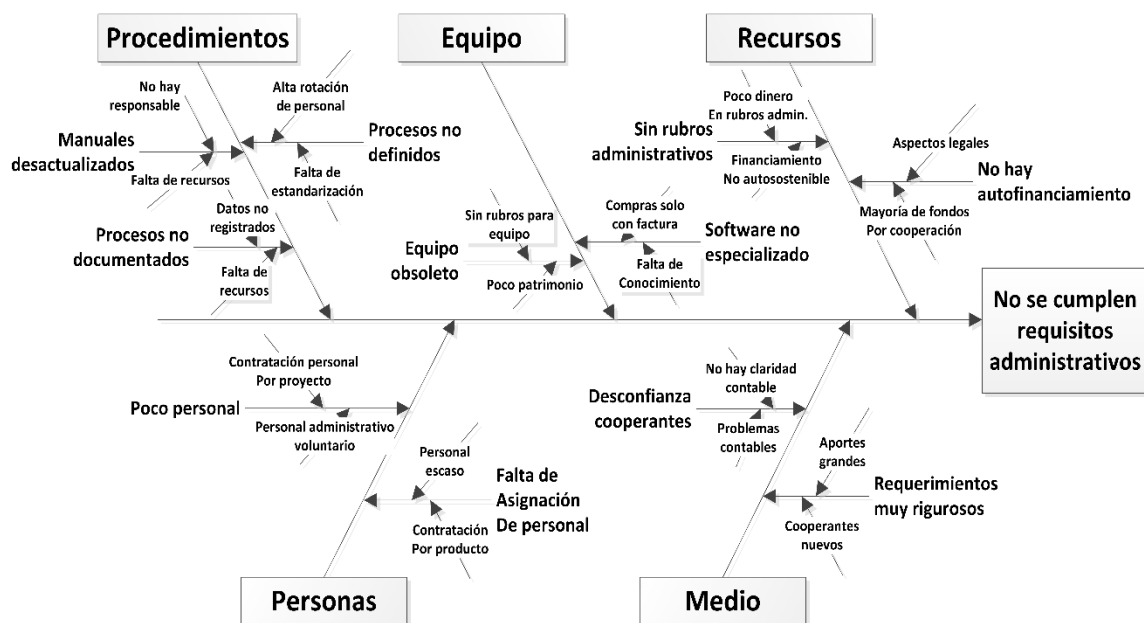 Procedimientos
Equipo
Recursos
No hay
responsable
Alta rotación
de personal
Manuales
desactualizados
Procesos no
definidos
Falta de recursos
Falta de
estandarización
Datos no
registrados
Procesos no
documentados
Falta de
recursos
Sin rubros para
equipo
Compras solo
con factura
Equipo
obsoleto
Software no
especializado
Poco patrimonio
Falta de
Conocimiento
Poco dinero
En rubros admin.
Sin rubros
administrativos
Financiamiento
No autosostenible
Aspectos legales
No hay
autofinanciamiento
Mayoría de fondos
Por cooperación
No se cumplen
requisitos
administrativos
Contratación personal
Por proyecto
Poco personal
Personal administrativo
voluntario
Personal
escaso
Falta de
Asignación
De personal
Contratación
Por producto
No hay claridad
contable
Desconfianza
cooperantes
Problemas
contables
Aportes
grandes
Requerimientos
muy rigurosos
Cooperantes
nuevos
Personas
Medio